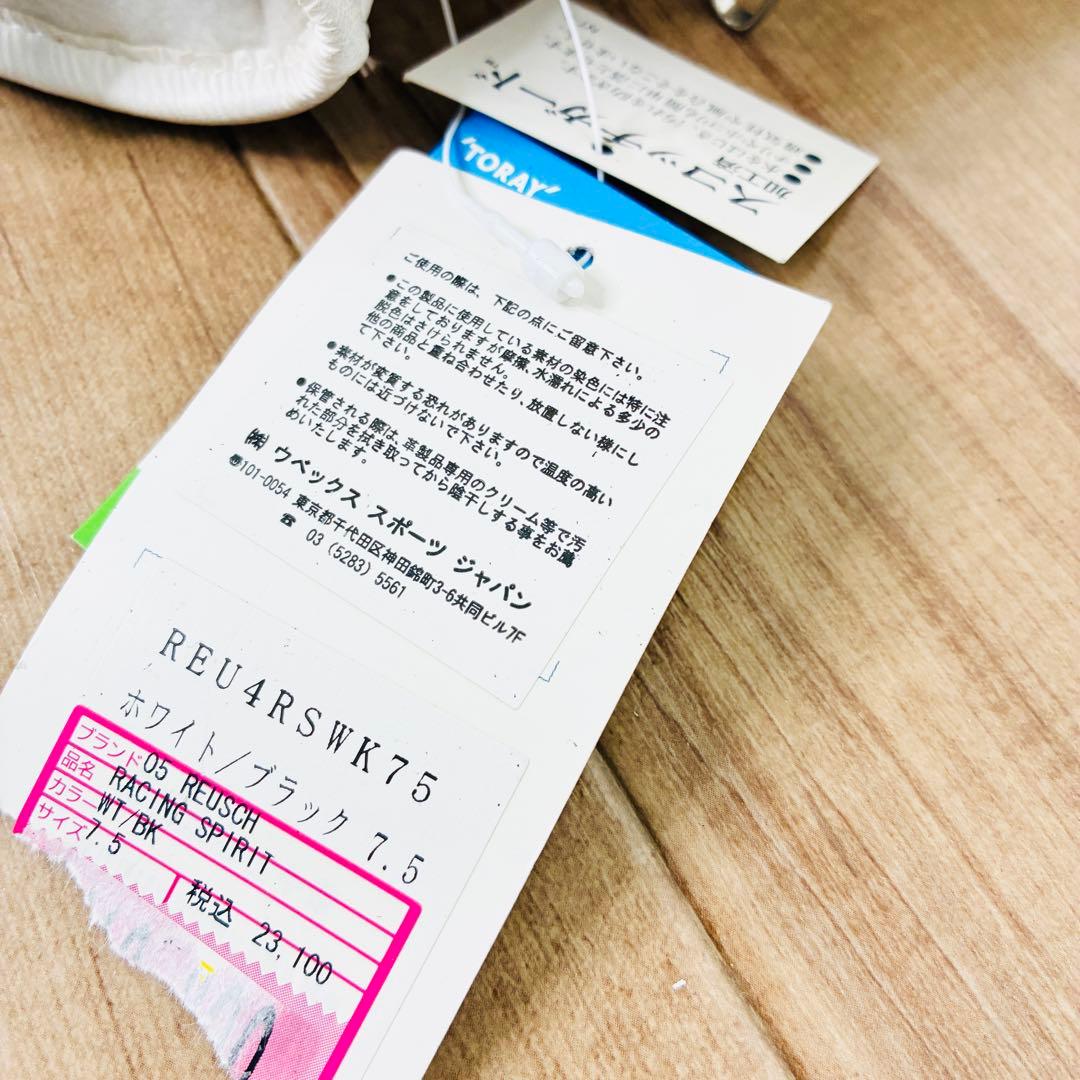 スコッチガード™
加工済
'TORAY'
ご使用の際は、下記の点にご留意下さい。
●この製品に使用している素材の染色には特に注
意をしておりますが摩擦、水濡れによる多少の
脱色はさけられません。
他の商品と重ね合わせたり、放置しない様にし
て下さい。
●素材が変質する恐れがありますので温度の高い
ものには近づけないで下さい。
●保管される際は、革製品専用のクリーム等で汚
れた部分を拭き取ってから陰干しする事をお薦
めいたします。
㈱ ウベックス スポーツ ジャパン
〒101-0054 東京都千代田区神田錦町3-6共同ビル7F
☎ 03 (5283) 5561
REU4RSWK75
ホワイト/ブラック 7.5
ブランド 05 REUSCH
品名 RACING SPIRIT
カラー WT/BK
サイズ 7.5
税込 23,100